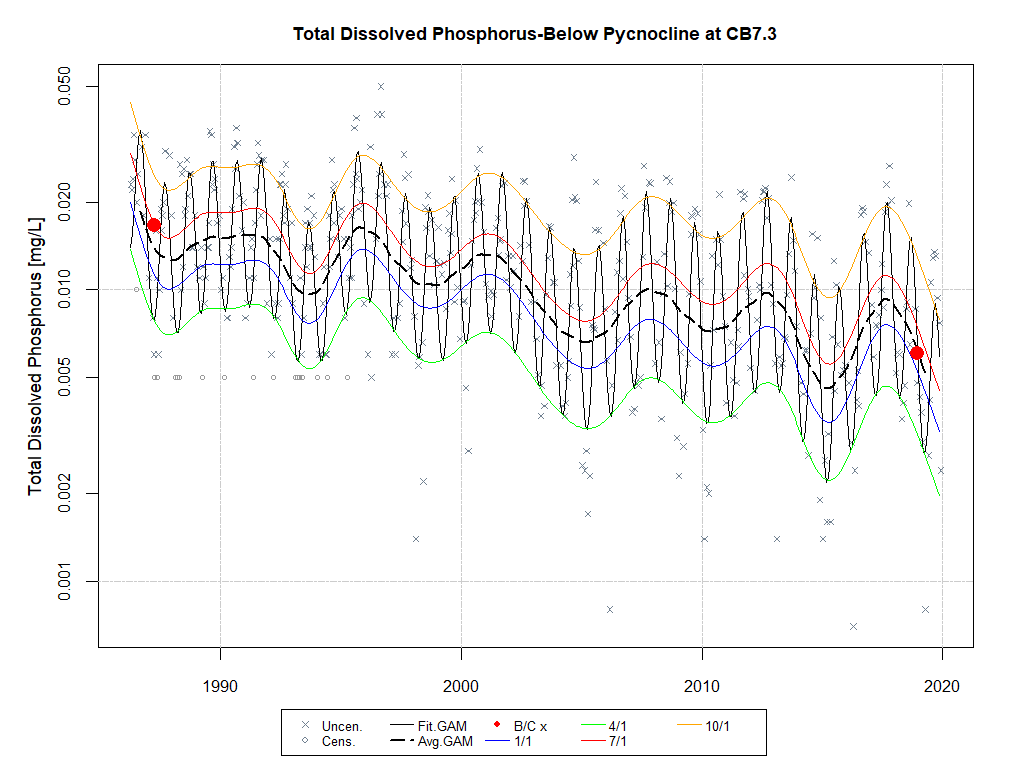 Total Dissolved Phosphorus-Below Pycnocline at CB7.3
Total Dissolved Phosphorus [mg/L]
0.050
0.020
0.010
0.005
0.002
0.001
1990 2000 2010 2020
Uncen. Fit.GAM B/C x 4/1 10/1
Cens. Avg.GAM 1/1 7/1